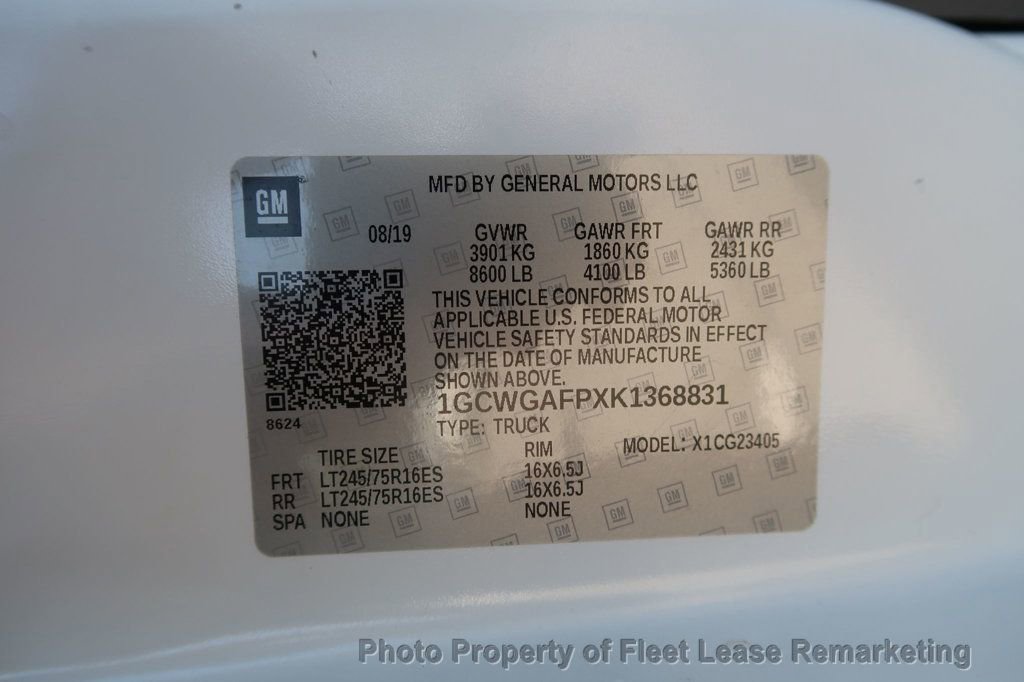 GM
MFD BY GENERAL MOTORS LLC
08/19 GVWR GAWR FRT GAWR RR
3901 KG 1860 KG 2431 KG
8600 LB 4100 LB 5360 LB
THIS VEHICLE CONFORMS TO ALL
APPLICABLE U.S. FEDERAL MOTOR
VEHICLE SAFETY STANDARDS IN EFFECT
ON THE DATE OF MANUFACTURE
SHOWN ABOVE.
1GCWGAFPXK1368831
8624
TYPE: TRUCK
MODEL: X1CG23405
TIRE SIZE RIM
FRT LT245/75R16ES 16X6.5J
RR LT245/75R16ES 16X6.5J
SPA NONE NONE
Photo Property of Fleet Lease Remarketing